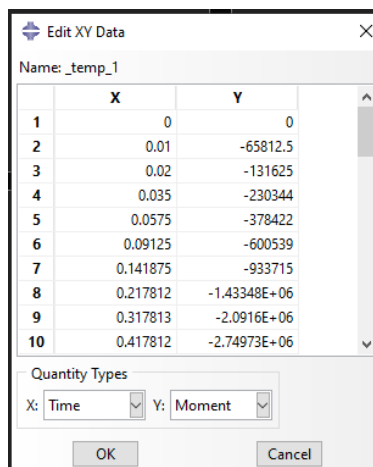 Edit XY Data
Name: _temp_1
X Y
1 0 0
2 0.01 -65812.5
3 0.02 -131625
4 0.035 -230344
5 0.0575 -378422
6 0.09125 -600539
7 0.141875 -933715
8 0.217812 -1.43348E+06
9 0.317813 -2.0916E+06
10 0.417812 -2.74973E+06
Quantity Types
X: Time Y: Moment
OK Cancel